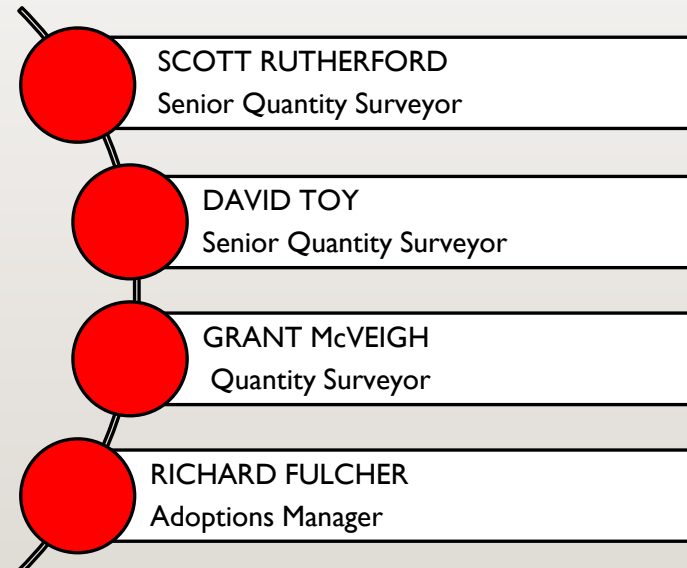 SCOTT RUTHERFORD
Senior Quantity Surveyor
DAVID TOY
Senior Quantity Surveyor
GRANT McVEIGH
Quantity Surveyor
RICHARD FULCHER
Adoptions Manager